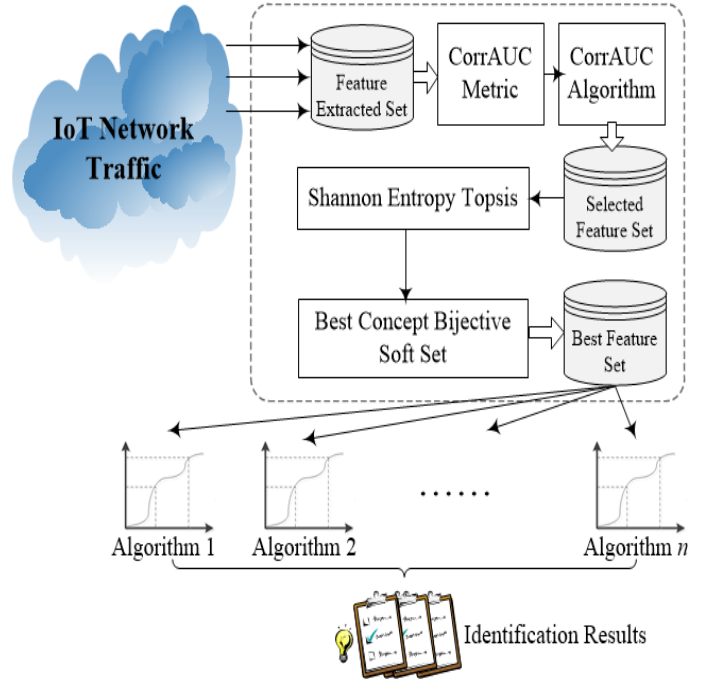 IoT Network
Traffic
Feature
Extracted Set
CorrAUC
Metric
CorrAUC
Algorithm
Selected
Feature Set
Shannon Entropy Topsis
Best Concept Bijective
Soft Set
Best Feature
Set
......
Algorithm 1
Algorithm 2
Algorithm n
Identification Results